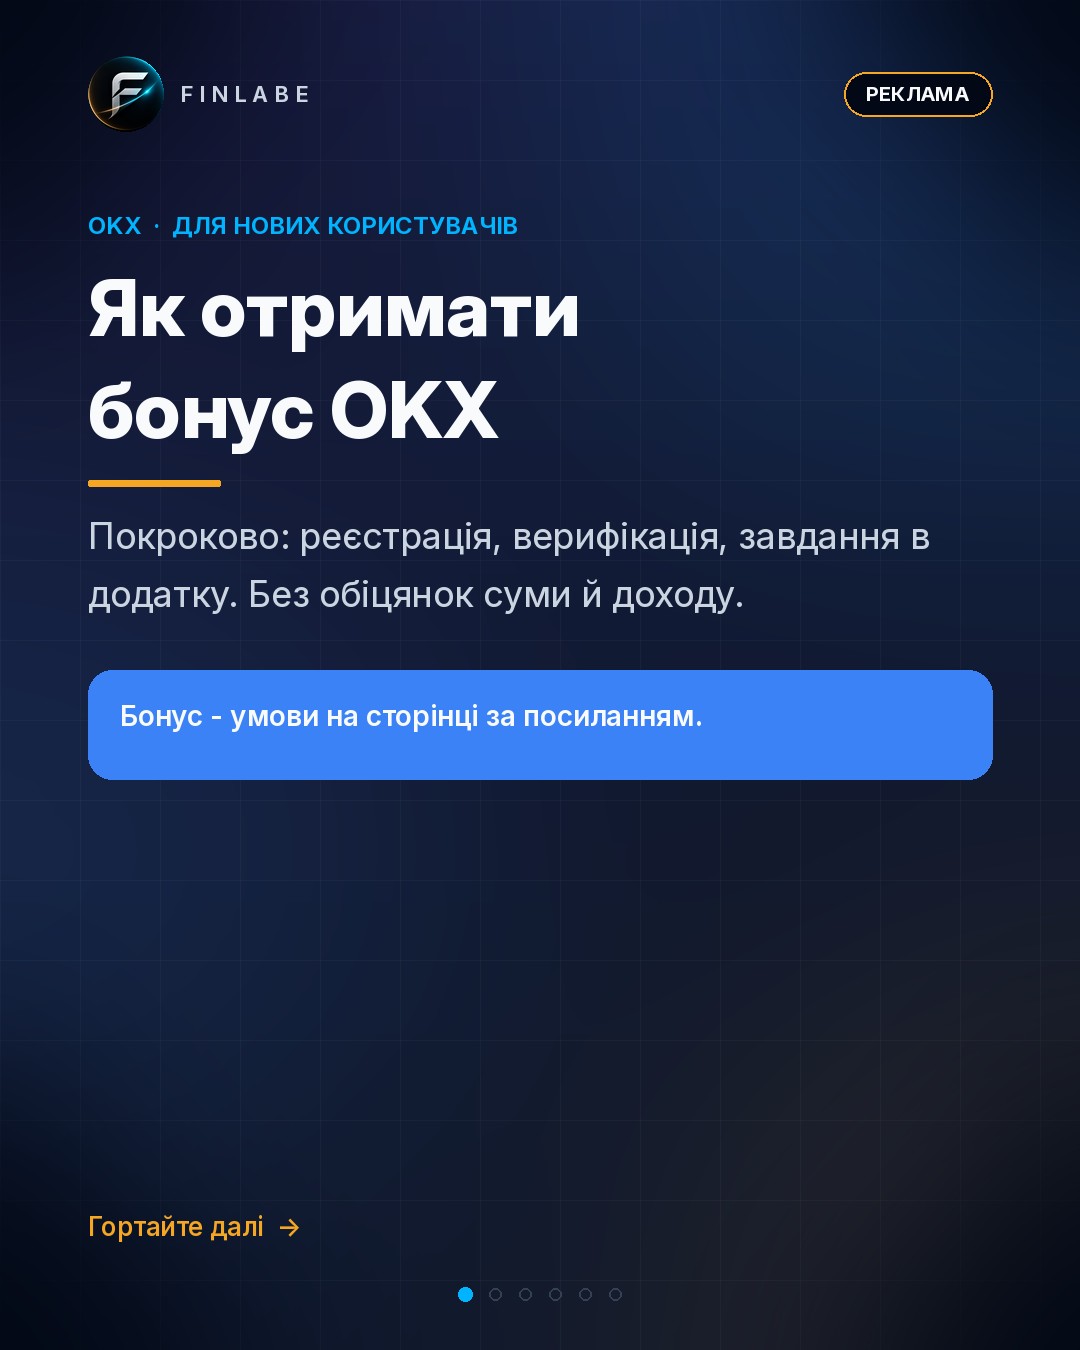 FINLABE
РЕКЛАМА
OKX · ДЛЯ НОВИХ КОРИСТУВАЧІВ
Як отримати
бонус OKX
Покроково: реєстрація, верифікація, завдання в
додатку. Без обіцянок суми й доходу.
Бонус - умови на сторінці за посиланням.
Гортайте далі →